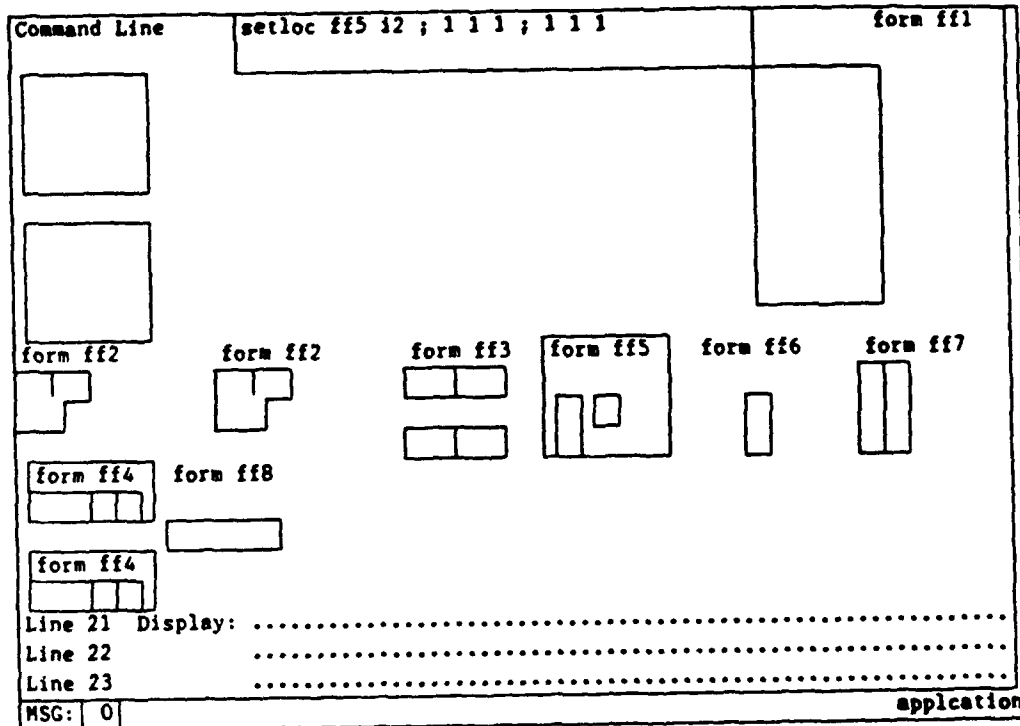 Command Line setloc ff5 i2 ; 1 1 1 ; 1 1 1 form ff1
form ff2 form ff2 form ff3 form ff5 form ff6 form ff7
form ff4 form ff8
form ff4
Line 21 Display: ............................................................
Line 22 ............................................................
Line 23 ............................................................
MSG: 0 applcation